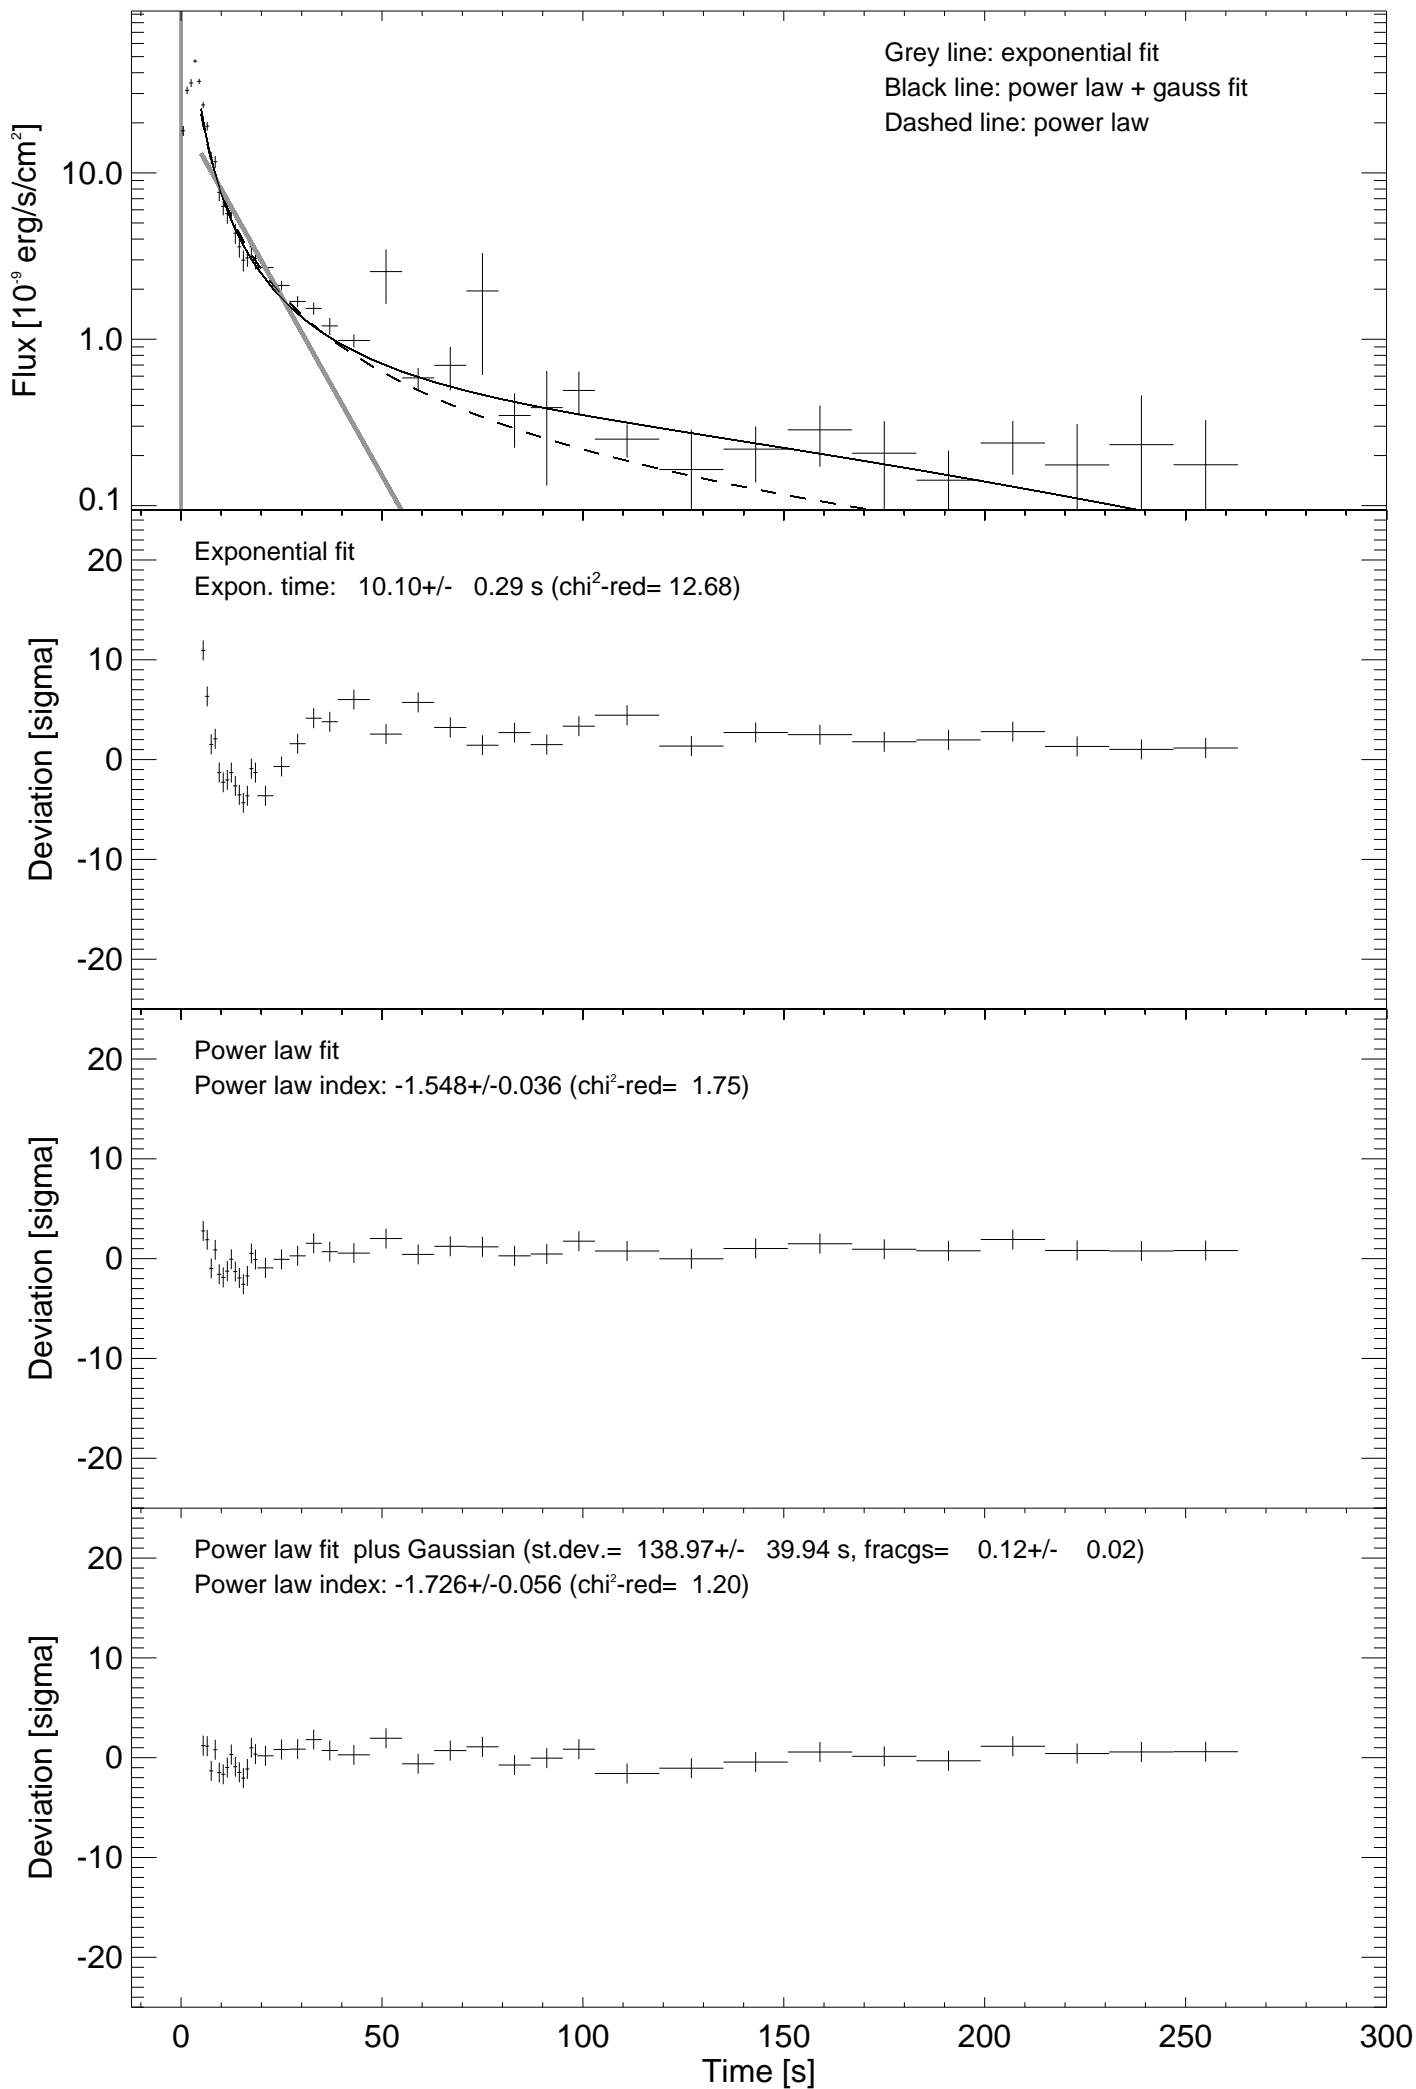 Grey line: exponential fit
Black line: power law + gauss fit
Dashed line: power law
Flux [10-9 erg/s/cm2]
10.0
1.0
0.1
Exponential fit
Expon. time: 10.10+/- 0.29 s (chi2-red= 12.68)
Deviation [sigma]
20
10
0
-10
-20
Power law fit
Power law index: -1.548+/-0.036 (chi2-red= 1.75)
Deviation [sigma]
20
10
0
-10
-20
Power law fit plus Gaussian (st.dev.= 138.97+/- 39.94 s, fracgs= 0.12+/- 0.02)
Power law index: -1.726+/-0.056 (chi2-red= 1.20)
Deviation [sigma]
20
10
0
-10
-20
0 50 100 150 200 250 300
Time [s]